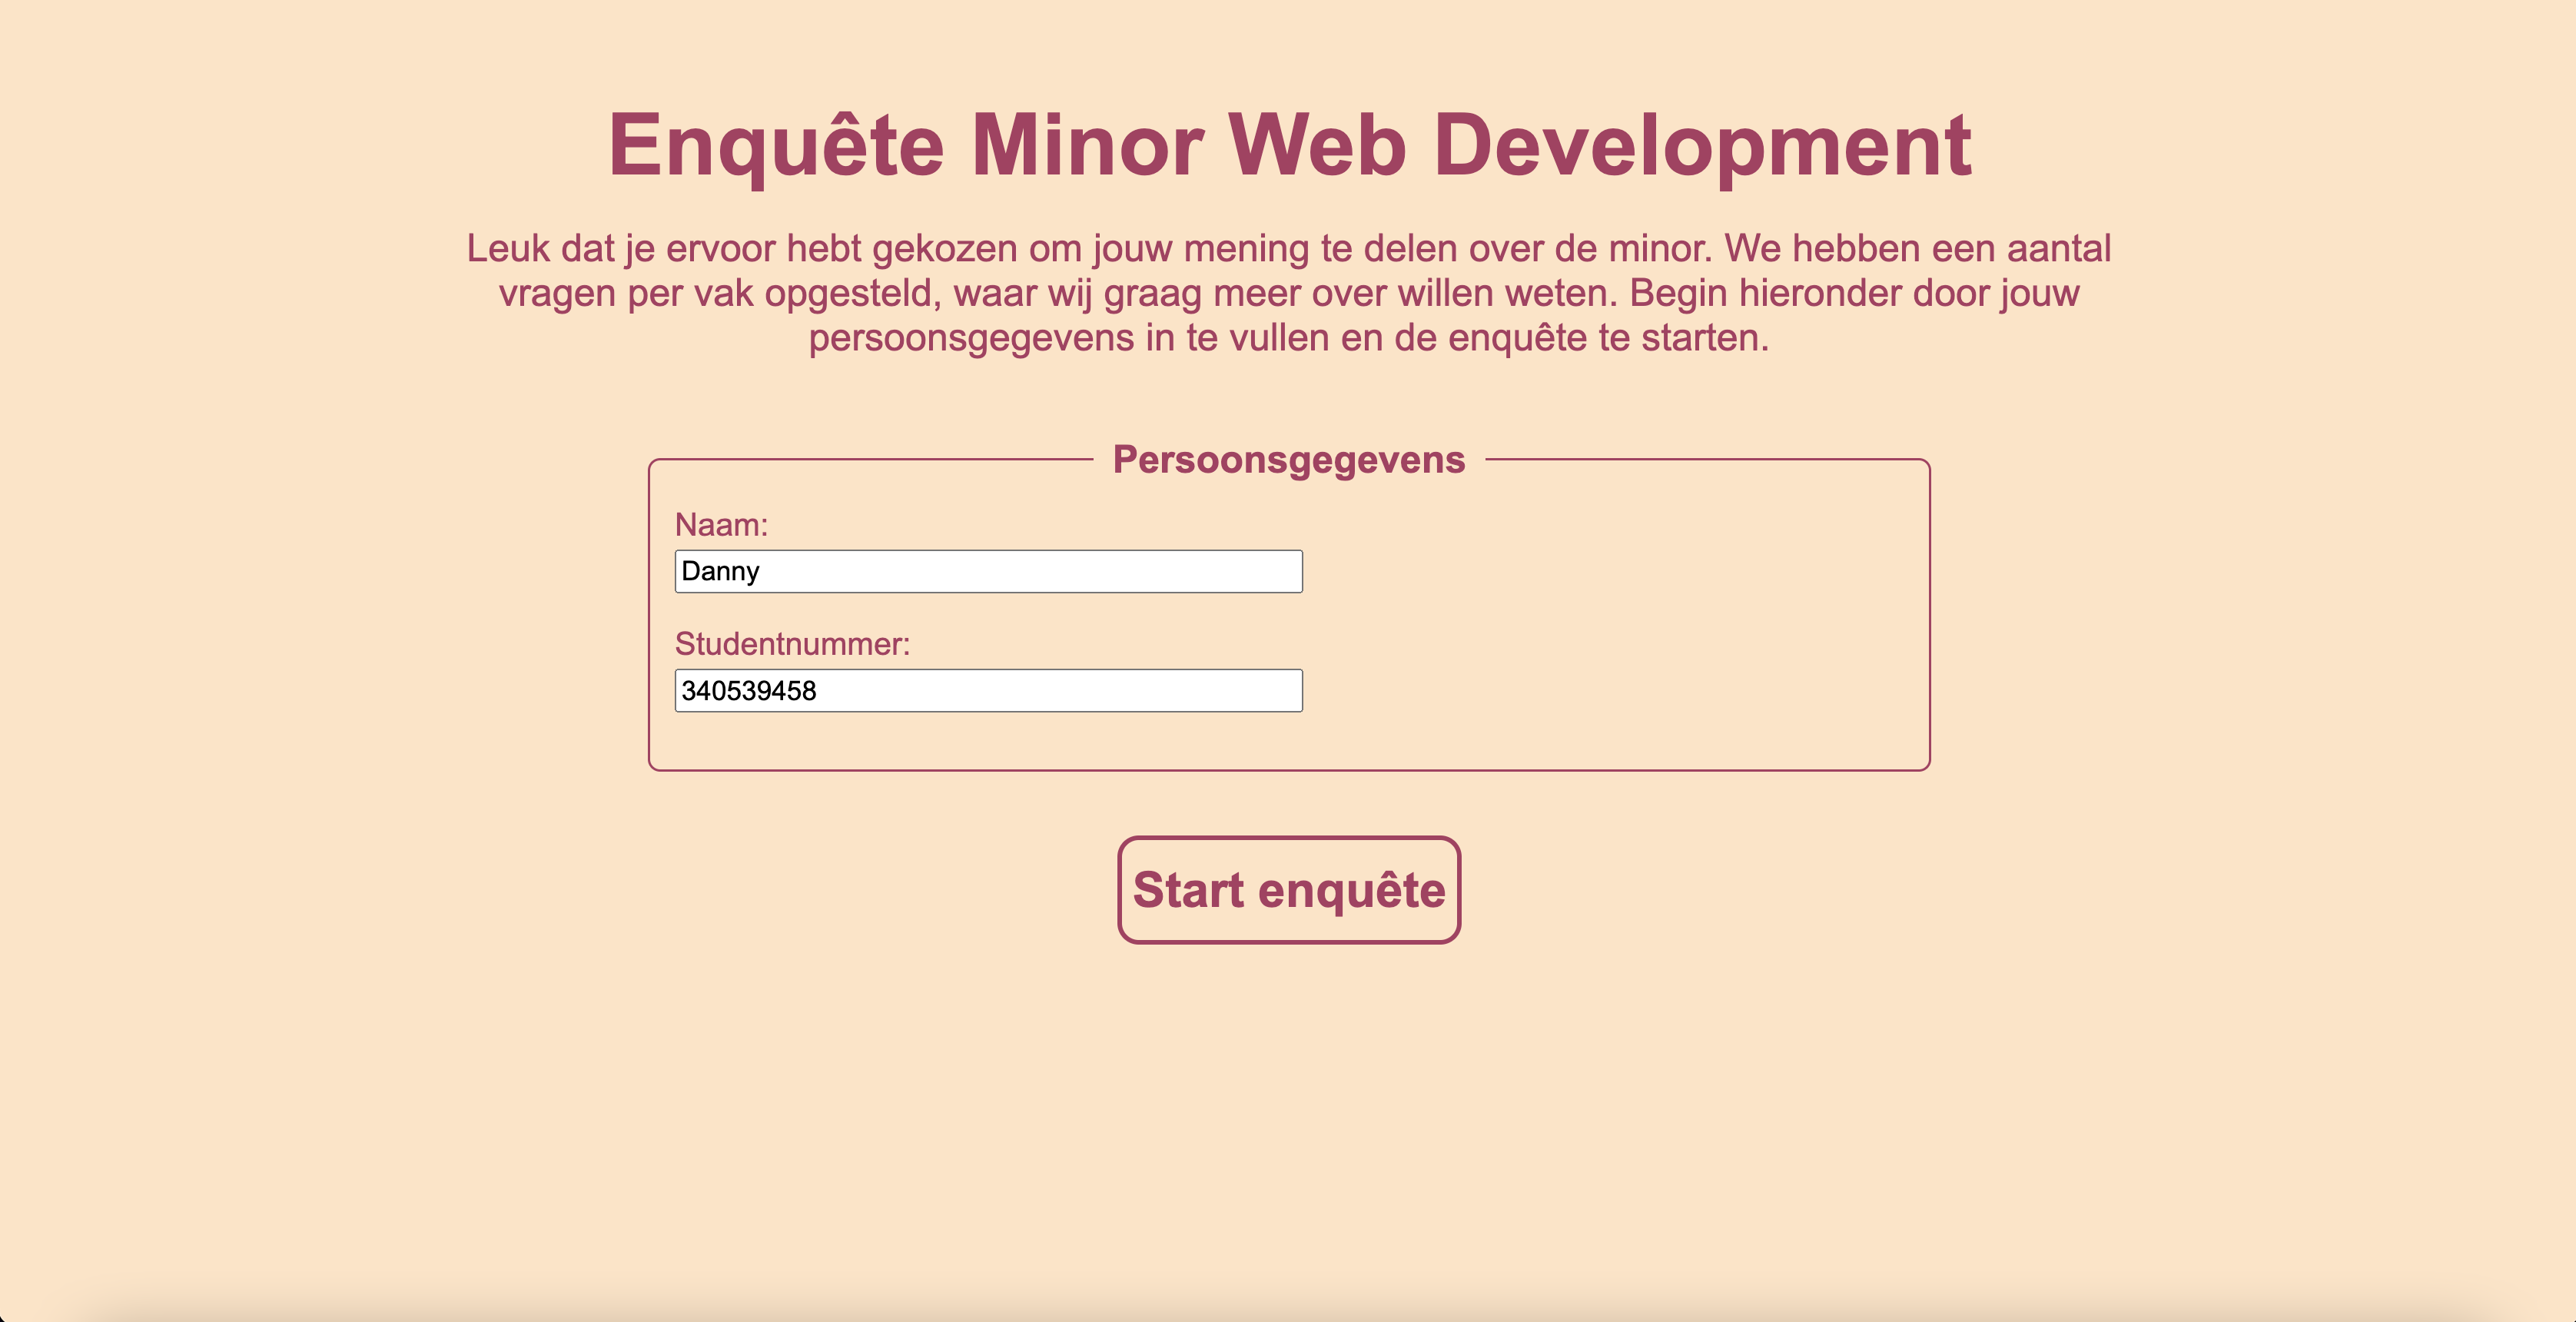 Enquête Minor Web Development
Leuk dat je ervoor hebt gekozen om jouw mening te delen over de minor. We hebben een aantal
vragen per vak opgesteld, waar wij graag meer over willen weten. Begin hieronder door jouw
persoonsgegevens in te vullen en de enquête te starten.
Persoonsgegevens
Naam:
Danny
Studentnummer:
340539458
Start enquête